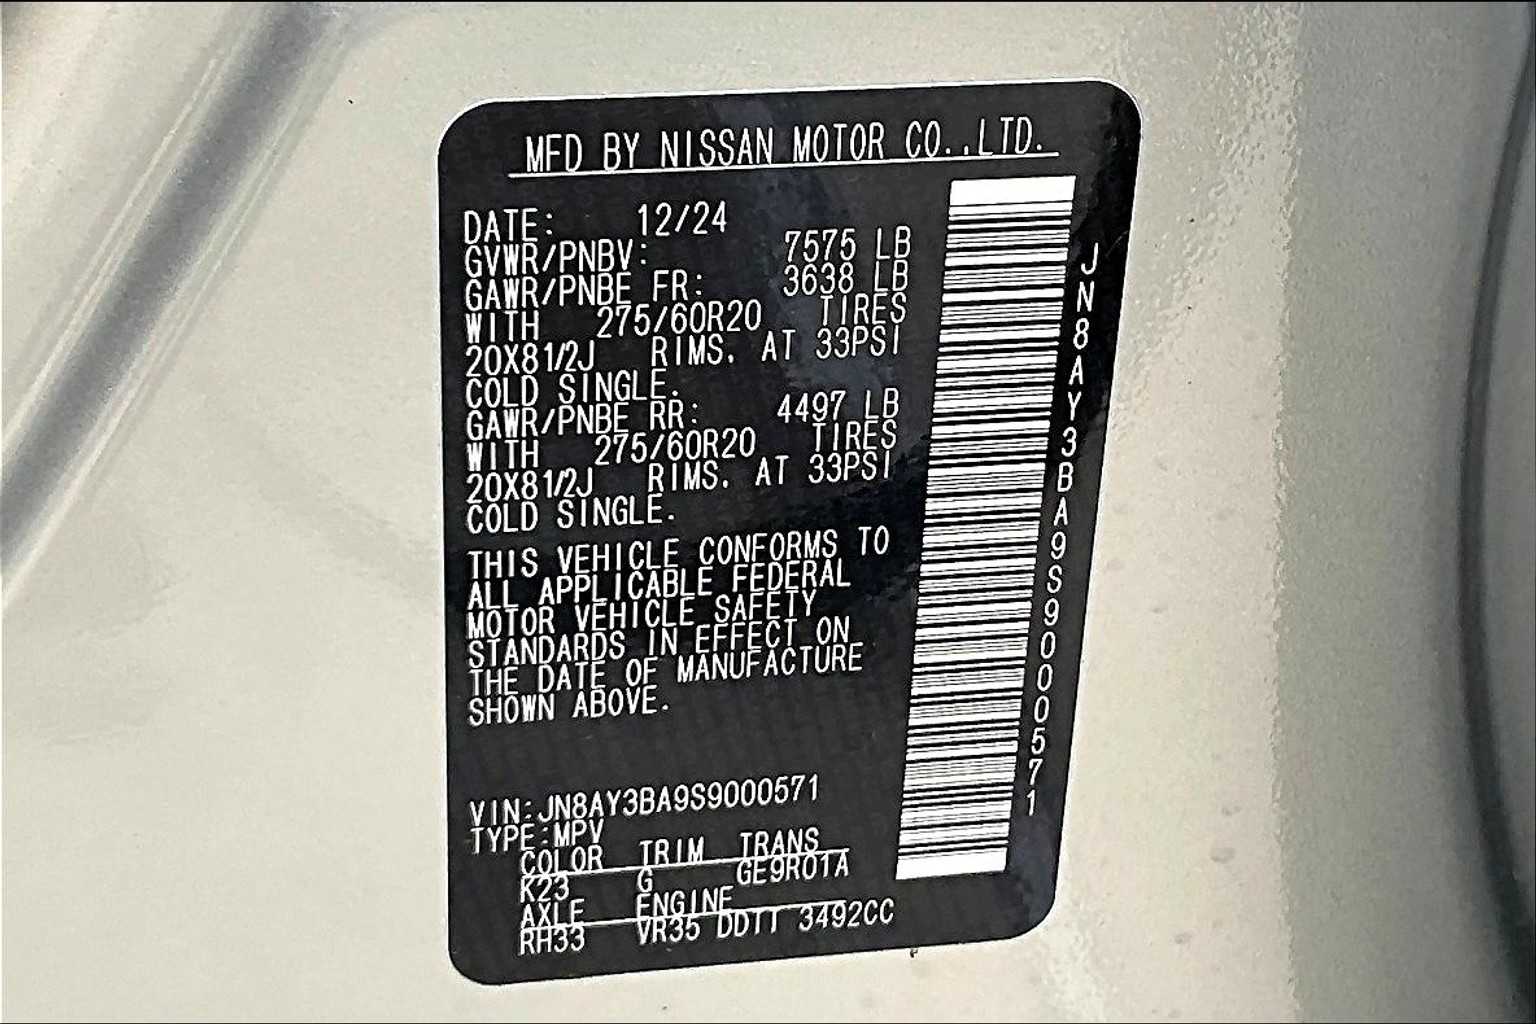 MFD BY NISSAN MOTOR CO.,LTD.
DATE: 12/24
GVWR/PNBV: 7575 LB
GAWR/PNBE FR: 3638 LB
WITH 275/60R20 TIRES
20X8 1/2J RIMS. AT 33PSI
COLD SINGLE.
GAWR/PNBE RR: 4497 LB
WITH 275/60R20 TIRES
20X8 1/2J RIMS. AT 33PSI
COLD SINGLE.
THIS VEHICLE CONFORMS TO
ALL APPLICABLE FEDERAL
MOTOR VEHICLE SAFETY
STANDARDS IN EFFECT ON
THE DATE OF MANUFACTURE
SHOWN ABOVE.
VIN:JN8AY3BA9S9000571
TYPE:MPV
COLOR TRIM TRANS
K23 G GE9R01A
AXLE ENGINE
RH33 VR35 DDTT 3492CC
JN8AY3BA9S9000571